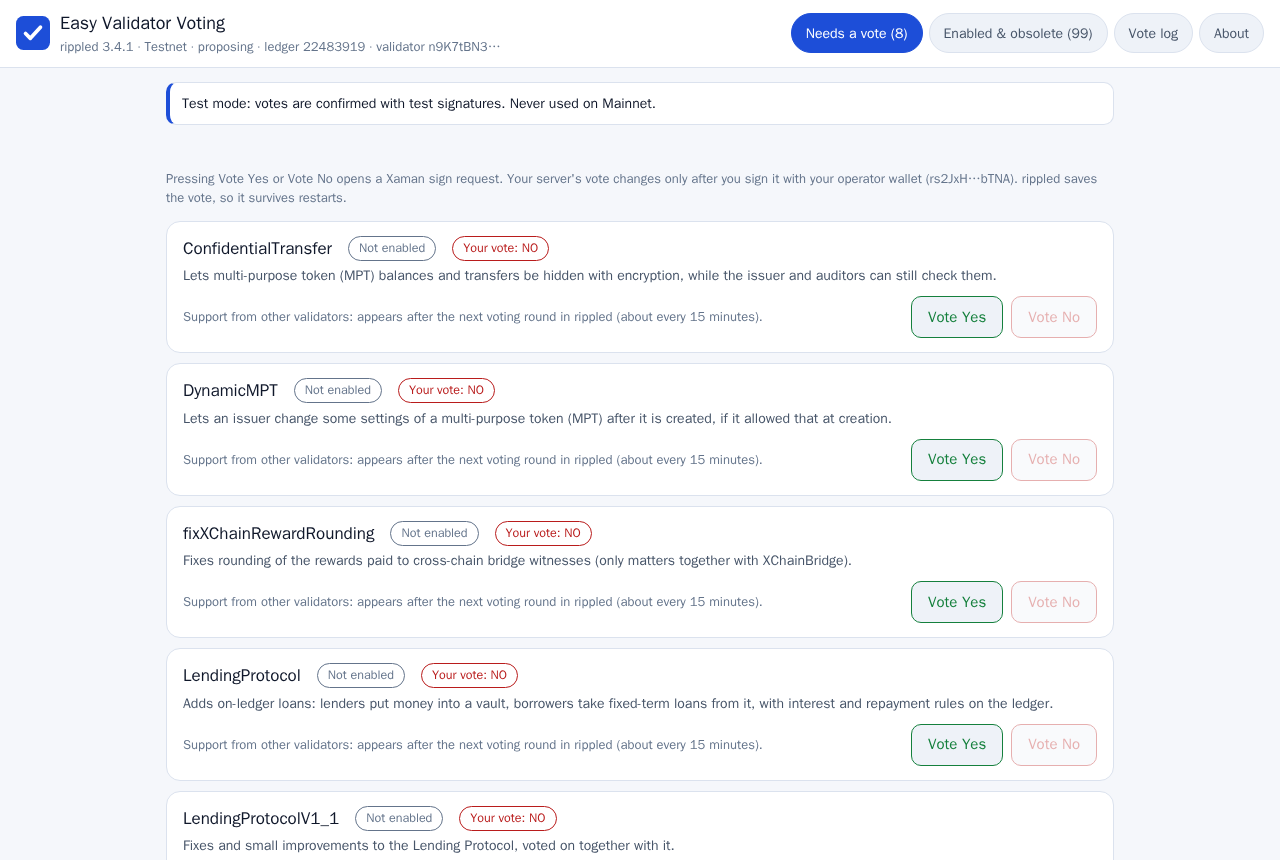 Easy Validator Voting
rippled 3.4.1 · Testnet · proposing · ledger 22483919 · validator n9K7tBN3···
Needs a vote (8)
Enabled & obsolete (99)
Vote log
About
Test mode: votes are confirmed with test signatures. Never used on Mainnet.
Pressing Vote Yes or Vote No opens a Xaman sign request. Your server's vote changes only after you sign it with your operator wallet (rs2JxH···bTNA). rippled saves
the vote, so it survives restarts.
ConfidentialTransfer
Not enabled
Your vote: NO
Lets multi-purpose token (MPT) balances and transfers be hidden with encryption, while the issuer and auditors can still check them.
Support from other validators: appears after the next voting round in rippled (about every 15 minutes).
Vote Yes
Vote No
DynamicMPT
Not enabled
Your vote: NO
Lets an issuer change some settings of a multi-purpose token (MPT) after it is created, if it allowed that at creation.
Support from other validators: appears after the next voting round in rippled (about every 15 minutes).
Vote Yes
Vote No
fixXChainRewardRounding
Not enabled
Your vote: NO
Fixes rounding of the rewards paid to cross-chain bridge witnesses (only matters together with XChainBridge).
Support from other validators: appears after the next voting round in rippled (about every 15 minutes).
Vote Yes
Vote No
LendingProtocol
Not enabled
Your vote: NO
Adds on-ledger loans: lenders put money into a vault, borrowers take fixed-term loans from it, with interest and repayment rules on the ledger.
Support from other validators: appears after the next voting round in rippled (about every 15 minutes).
Vote Yes
Vote No
LendingProtocolV1_1
Not enabled
Your vote: NO
Fixes and small improvements to the Lending Protocol, voted on together with it.